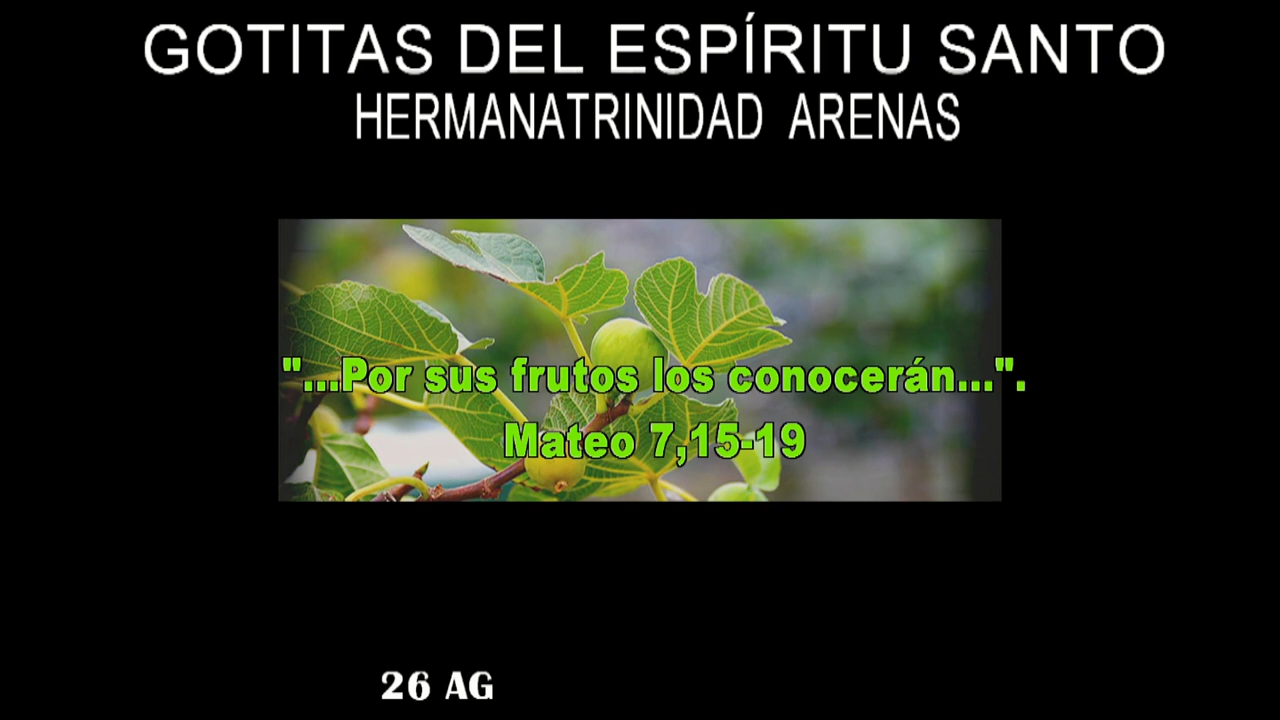 GOTITAS DEL ESPÍRITU SANTO
HERMANATRINIDAD ARENAS
"...Por sus frutos los conocerán...".
Mateo 7,15-19
26 AG